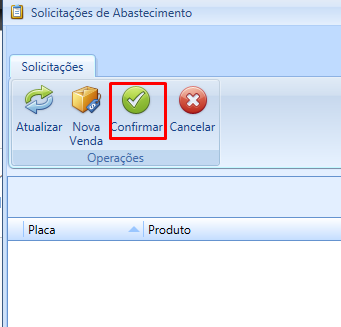 Solicitações de Abastecimento
Solicitações
Atualizar Nova Venda Confirmar Cancelar
Operações
Placa Produto